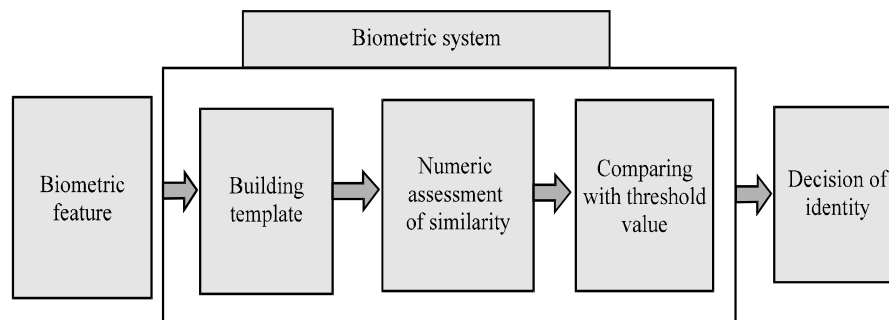 Biometric system
Biometric
feature
Building
template
Numeric
assessment
of similarity
Comparing
with threshold
value
Decision of
identity